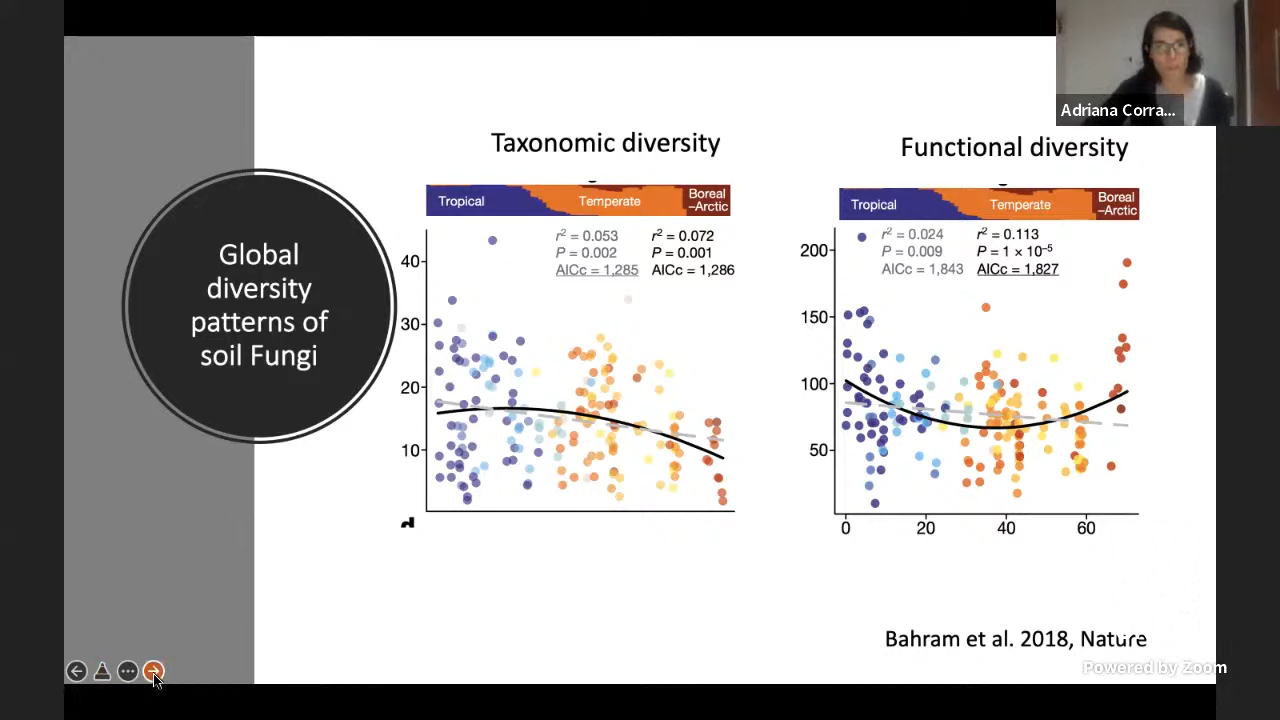 Adriana Corra...
Global
diversity
patterns of
soil Fungi
Taxonomic diversity
Tropical
Temperate
Boreal
–Arctic
r² = 0.053
P = 0.002
AICc = 1,285
r² = 0.072
P = 0.001
AICc = 1,286
40
30
20
10
d
Functional diversity
Tropical
Temperate
Boreal
–Arctic
r² = 0.024
P = 0.009
AICc = 1,843
r² = 0.113
P = 1 × 10⁻⁵
AICc = 1,827
200
150
100
50
0 20 40 60
Bahram et al. 2018, Nature
Powered by Zoom